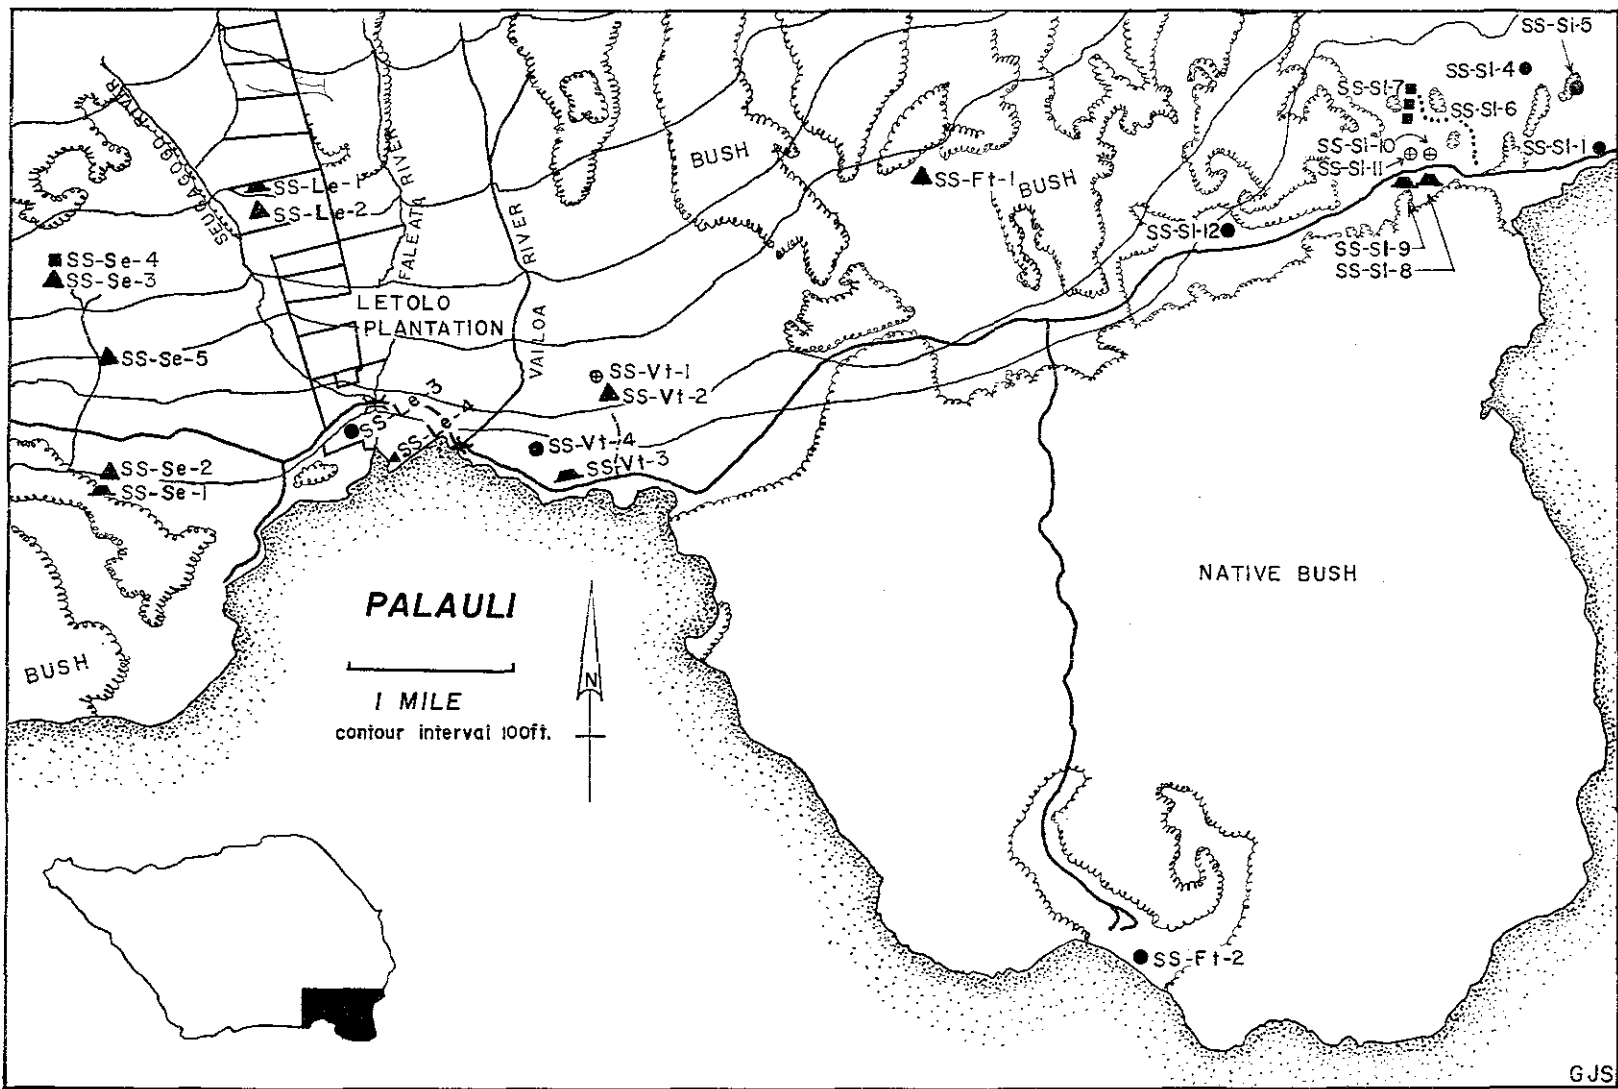 SS-Si-5
SS-SI-4
SS-SI-7
SS-SI-6
SS-SI-10
SS-SI-1
SS-SI-11
BUSH
SS-Ft-1
BUSH
SEUGAGOGO RIVER
SS-Le-1
SS-Le-2
FALEATA RIVER
RIVER
VAILOA
SS-SI-12
SS-SI-9
SS-SI-8
SS-Se-4
SS-Se-3
LETOLO
PLANTATION
SS-Se-5
SS-Vt-1
SS-Vt-2
SS-Le-3
SS-Le-4
SS-Vt-4
SS-Vt-3
SS-Se-2
SS-Se-1
NATIVE BUSH
PALAULI
BUSH
N
1 MILE
contour interval 100ft.
SS-Ft-2
GJS